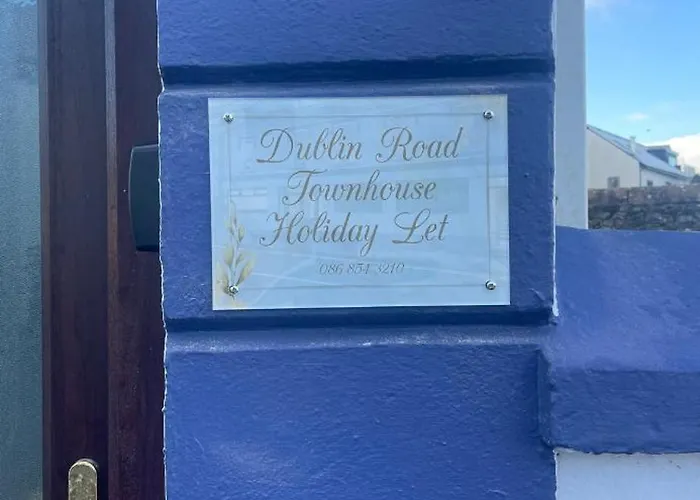 Dublin Road
Townhouse
Holiday Let
086 854 3210